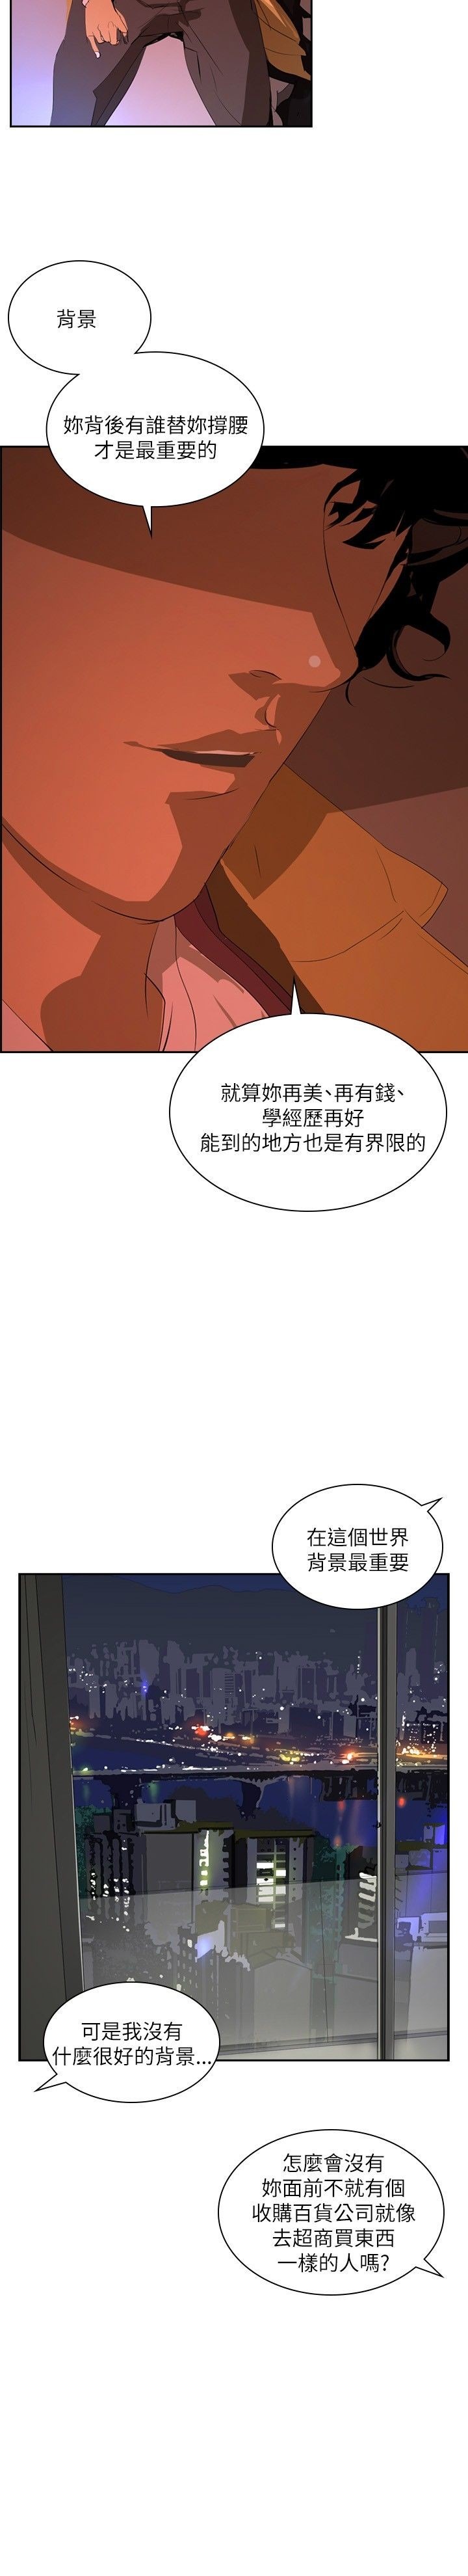 背景
妳背後有誰替妳撐腰
才是最重要的
就算妳再美、再有錢、
學經歷再好
能到的地方也是有界限的
在這個世界
背景最重要
可是我沒有
什麼很好的背景...
怎麼會沒有
妳面前不就有個
收購百貨公司就像
去超商買東西
一樣的人嗎?